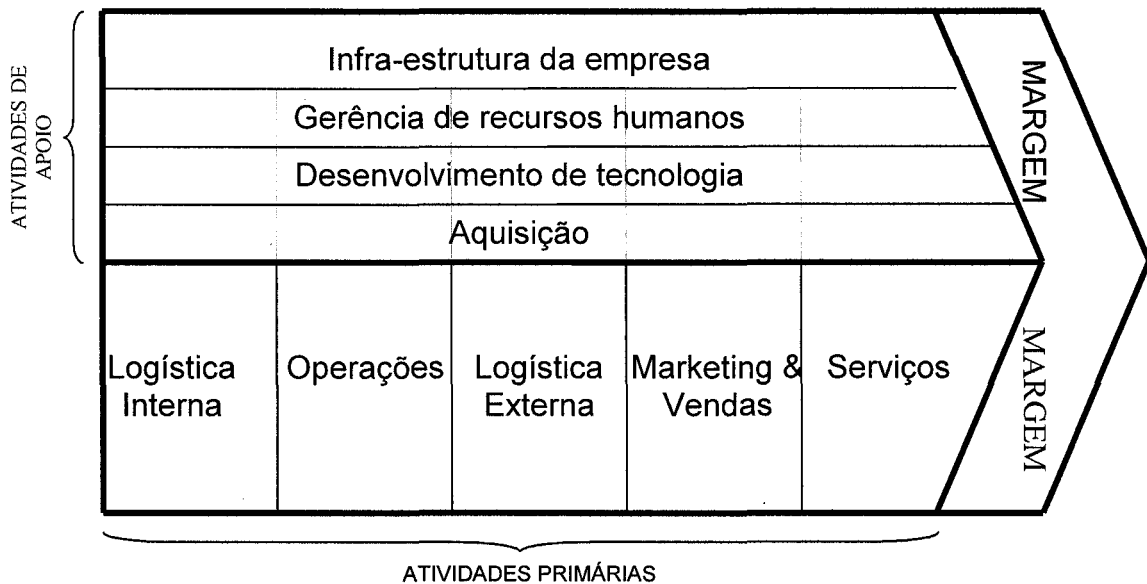 ATIVIDADES DE
APOIO
Infra-estrutura da empresa
Gerência de recursos humanos
Desenvolvimento de tecnologia
Aquisição
MARGEM
Logística
Interna
Operações
Logística
Externa
Marketing &
Vendas
Serviços
MARGEM
ATIVIDADES PRIMÁRIAS